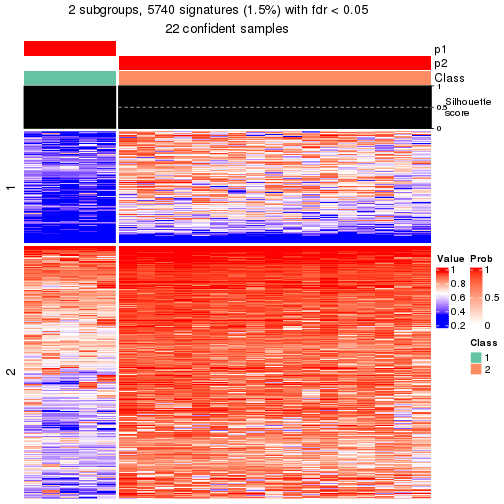 2 subgroups, 5740 signatures (1.5%) with fdr < 0.05
22 confident samples
p1
p2
Class
1
0.5
0
Silhouette
score
1
2
Value
1
0.8
0.6
0.4
0.2
Prob
1
0.5
0
Class
1
2